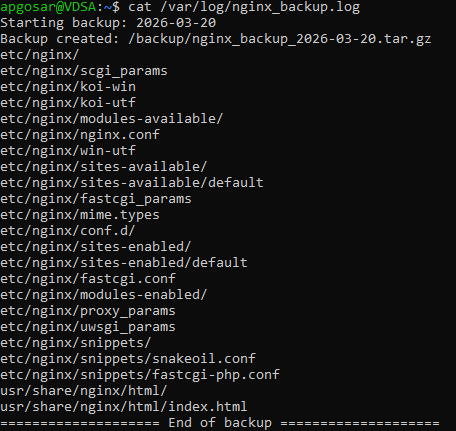 apgosar@VDSA:~$ cat /var/log/nginx_backup.log
Starting backup: 2026-03-20
Backup created: /backup/nginx_backup_2026-03-20.tar.gz
etc/nginx/
etc/nginx/scgi_params
etc/nginx/koi-win
etc/nginx/koi-utf
etc/nginx/modules-available/
etc/nginx/nginx.conf
etc/nginx/win-utf
etc/nginx/sites-available/
etc/nginx/sites-available/default
etc/nginx/fastcgi_params
etc/nginx/mime.types
etc/nginx/conf.d/
etc/nginx/sites-enabled/
etc/nginx/sites-enabled/default
etc/nginx/fastcgi.conf
etc/nginx/modules-enabled/
etc/nginx/proxy_params
etc/nginx/uwsgi_params
etc/nginx/snippets/
etc/nginx/snippets/snakeoil.conf
etc/nginx/snippets/fastcgi-php.conf
usr/share/nginx/html/
usr/share/nginx/html/index.html
==================== End of backup ====================